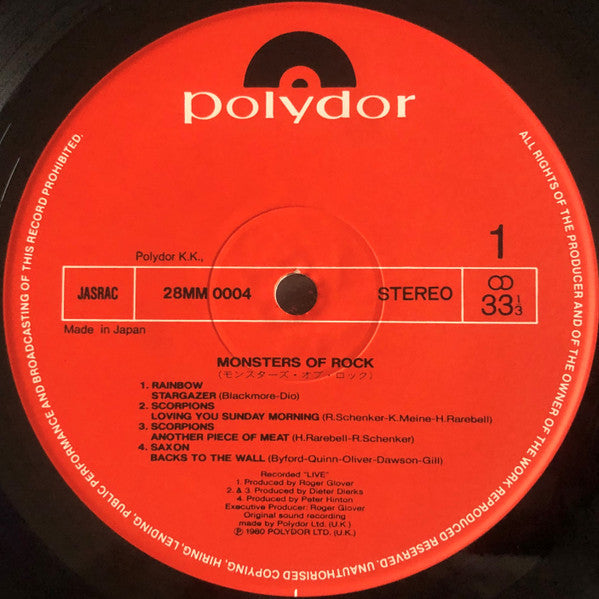 polydor
1
Polydor K.K.,
JASRAC
28MM 0004
STEREO
33 1/3
Made in Japan
MONSTERS OF ROCK
(モンスターズ・オブ・ロック)
1. RAINBOW
STARGAZER (Blackmore-Dio)
2. SCORPIONS
LOVING YOU SUNDAY MORNING (R.Schenker-K.Meine-H.Rarebell)
3. SCORPIONS
ANOTHER PIECE OF MEAT (H.Rarebell-R.Schenker)
4. SAXON
BACKS TO THE WALL (Byford-Quinn-Oliver-Dawson-Gill)
Recorded "LIVE"
1. Produced by Roger Glover
2. & 3. Produced by Dieter Dierks
4. Produced by Peter Hinton
Executive Producer: Roger Glover
Original sound recording
made by Polydor Ltd. (U.K.)
℗ 1980 POLYDOR LTD. (U.K.)
ALL RIGHTS OF THE PRODUCER AND OF THE OWNER OF THE WORK REPRODUCED RESERVED. UNAUTHORISED COPYING, HIRING, LENDING, PUBLIC PERFORMANCE AND BROADCASTING OF THIS RECORD PROHIBITED.